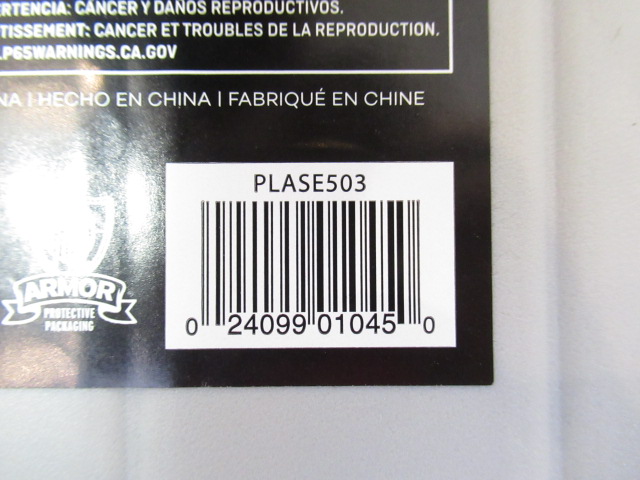 ERTENCIA: CÁNCER Y DAÑOS REPRODUCTIVOS.
TISSEMENT: CANCER ET TROUBLES DE LA REPRODUCTION.
.P65WARNINGS.CA.GOV
NA | HECHO EN CHINA | FABRIQUÉ EN CHINE
PLASE503
ARMOR
PROTECTIVE
PACKAGING
0 24099 01045 0